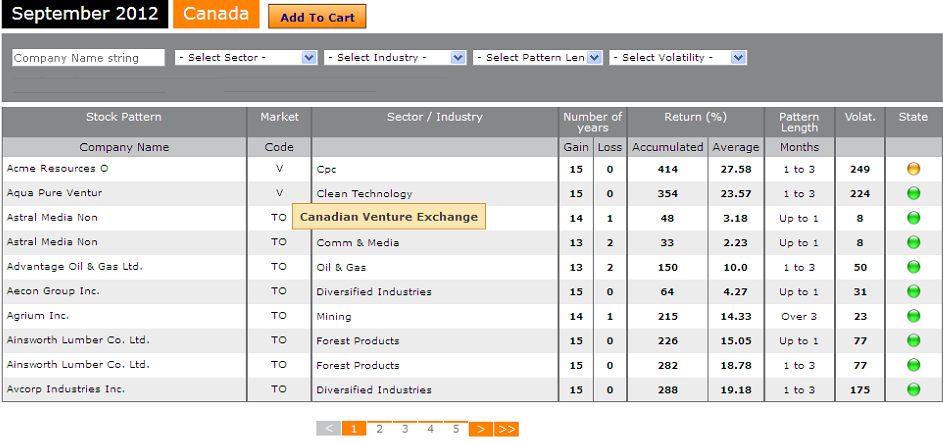 September 2012 Canada Add To Cart
Company Name string - Select Sector - - Select Industry - - Select Pattern Len - Select Volatility -
Stock Pattern Market Sector / Industry Number of years Return (%) Pattern Length Volat. State
Company Name Code Gain Loss Accumulated Average Months
Acme Resources O V Cpc 15 0 414 27.58 1 to 3 249
Aqua Pure Ventur V Clean Technology 15 0 354 23.57 1 to 3 224
Astral Media Non TO 14 1 48 3.18 Up to 1 8
Canadian Venture Exchange
Astral Media Non TO Comm & Media 13 2 33 2.23 Up to 1 8
Advantage Oil & Gas Ltd. TO Oil & Gas 13 2 150 10.0 1 to 3 50
Aecon Group Inc. TO Diversified Industries 15 0 64 4.27 Up to 1 31
Agrium Inc. TO Mining 14 1 215 14.33 Over 3 23
Ainsworth Lumber Co. Ltd. TO Forest Products 15 0 226 15.05 Up to 1 77
Ainsworth Lumber Co. Ltd. TO Forest Products 15 0 282 18.78 1 to 3 77
Avcorp Industries Inc. TO Diversified Industries 15 0 288 19.18 1 to 3 175
< 1 2 3 4 5 > >>